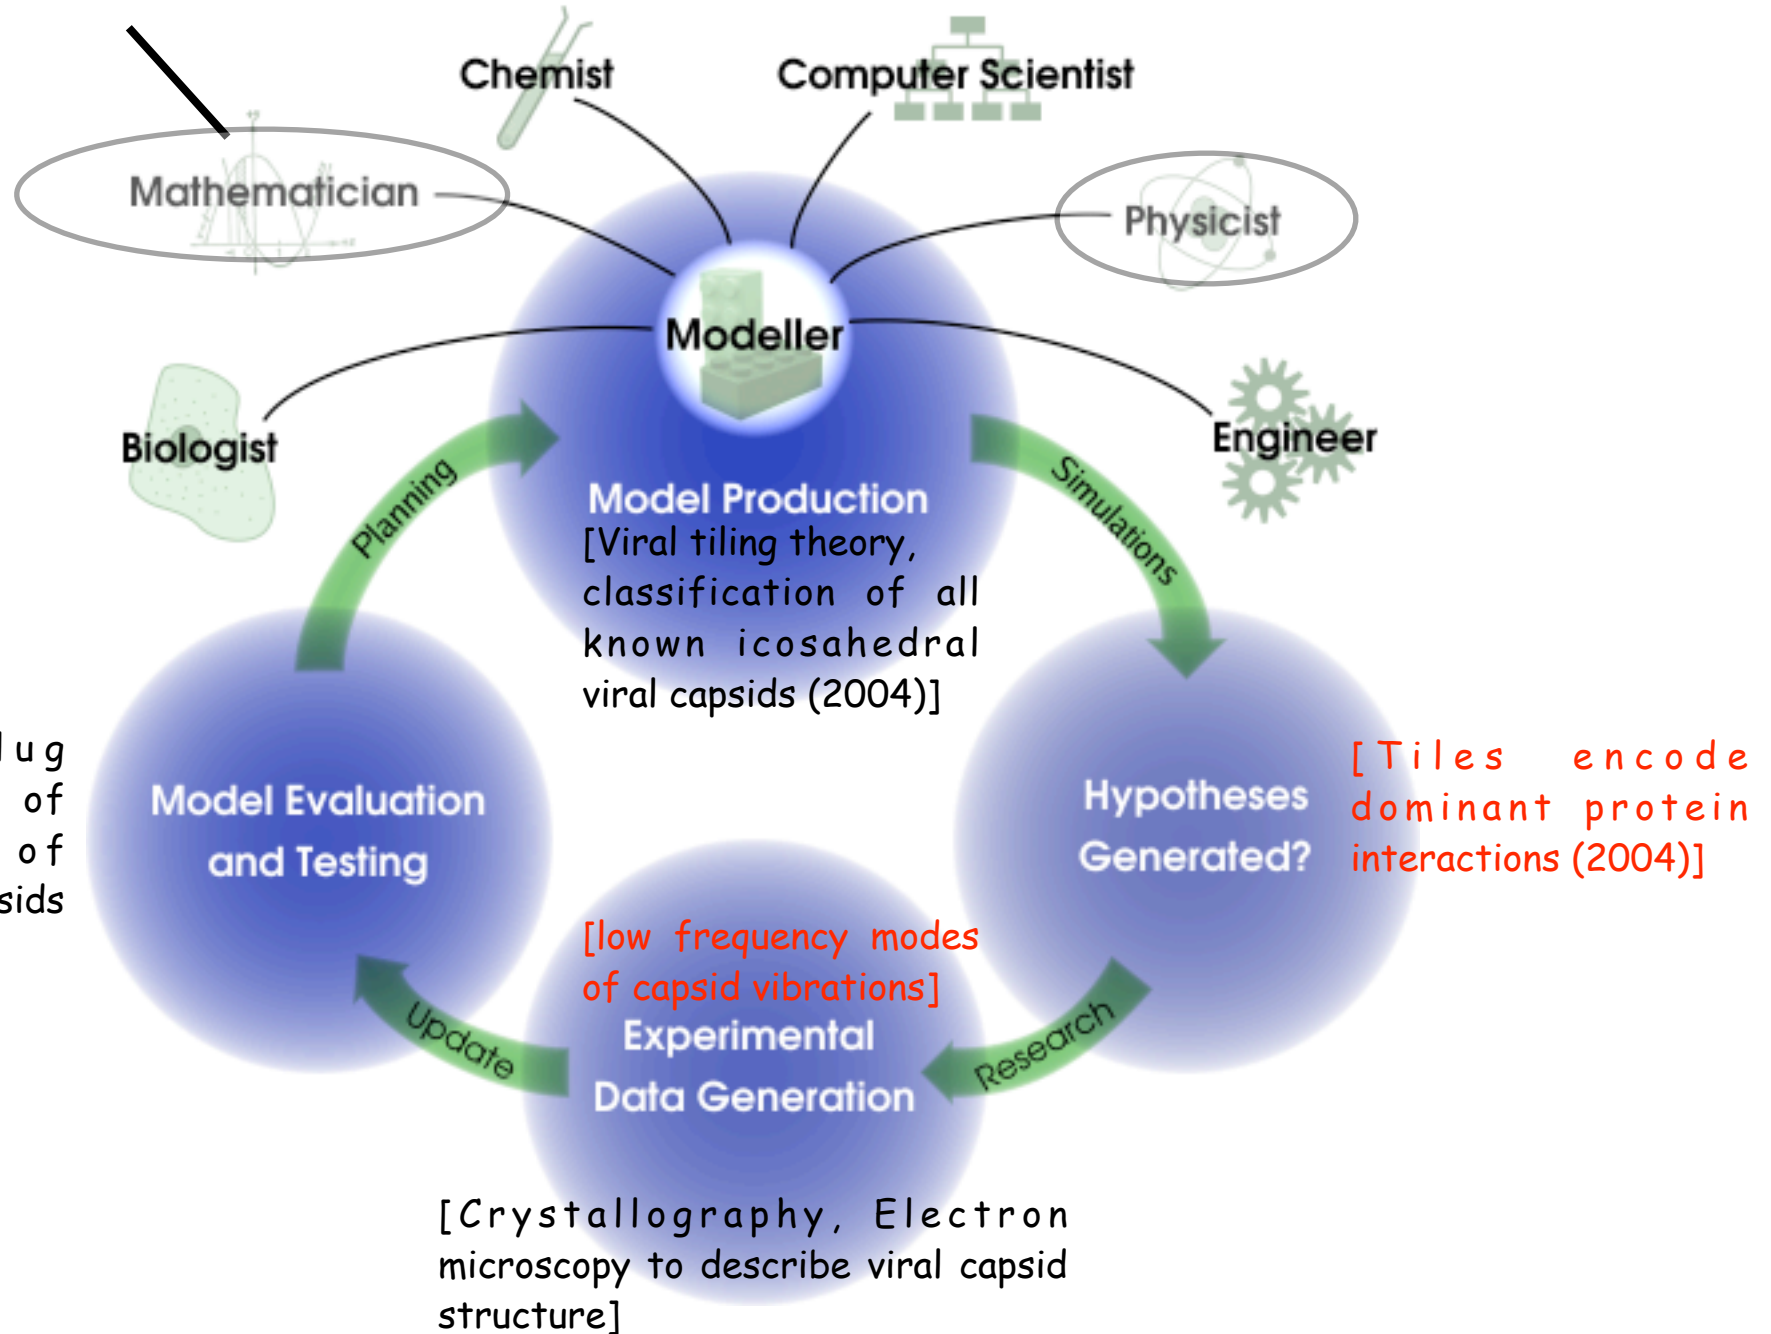 Chemist
Computer Scientist
Mathematician
Physicist
Modeller
Biologist
Engineer
Planning
Simulations
Model Production
[Viral tiling theory,
classification of all
known icosahedral
viral capsids (2004)]
Hypotheses
Generated?
[Tiles encode
dominant protein
interactions (2004)]
Model Evaluation
and Testing
of
of
[low frequency modes
of capsid vibrations]
Experimental
Data Generation
Update
Research
[Crystallography, Electron
microscopy to describe viral capsid
structure]